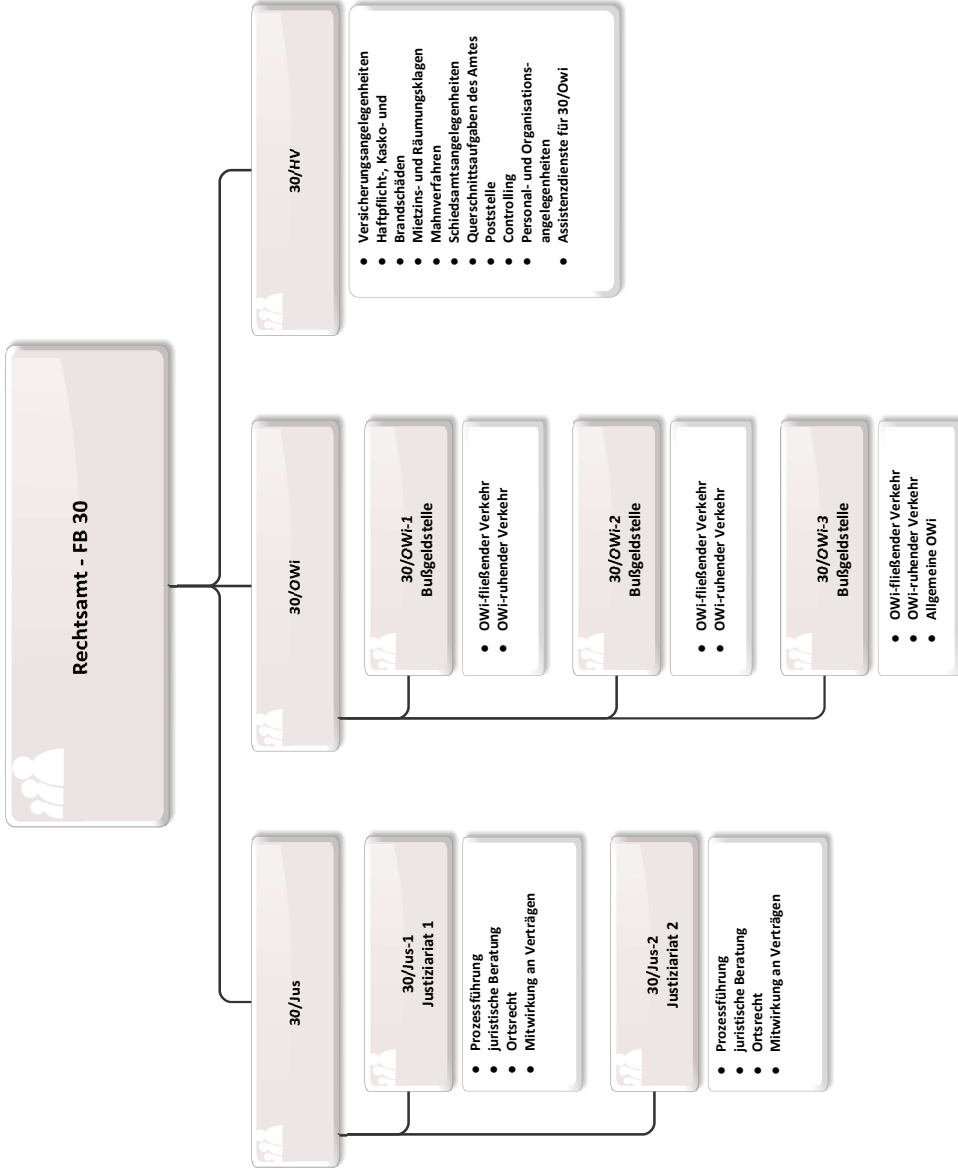 Rechtsamt - FB 30
30/Jus
30/Jus-1
Justiziariat 1
• Prozessführung
• juristische Beratung
• Ortsrecht
• Mitwirkung an Verträgen
30/Jus-2
Justiziariat 2
• Prozessführung
• juristische Beratung
• Ortsrecht
• Mitwirkung an Verträgen
30/OWi
30/OWi-1
Bußgeldstelle
• OWi-fließender Verkehr
• OWi-ruhender Verkehr
30/OWi-2
Bußgeldstelle
• OWi-fließender Verkehr
• OWi-ruhender Verkehr
30/OWi-3
Bußgeldstelle
• OWi-fließender Verkehr
• OWi-ruhender Verkehr
• Allgemeine OWi
30/HV
• Versicherungsangelegenheiten
• Haftpflicht-, Kasko- und
• Brandschäden
• Mietzins- und Räumungsklagen
• Mahnverfahren
• Schiedsamtsangelegenheiten
• Querschnittsaufgaben des Amtes
• Poststelle
• Controlling
• Personal- und Organisations-
angelegenheiten
• Assistenzdienste für 30/Owi